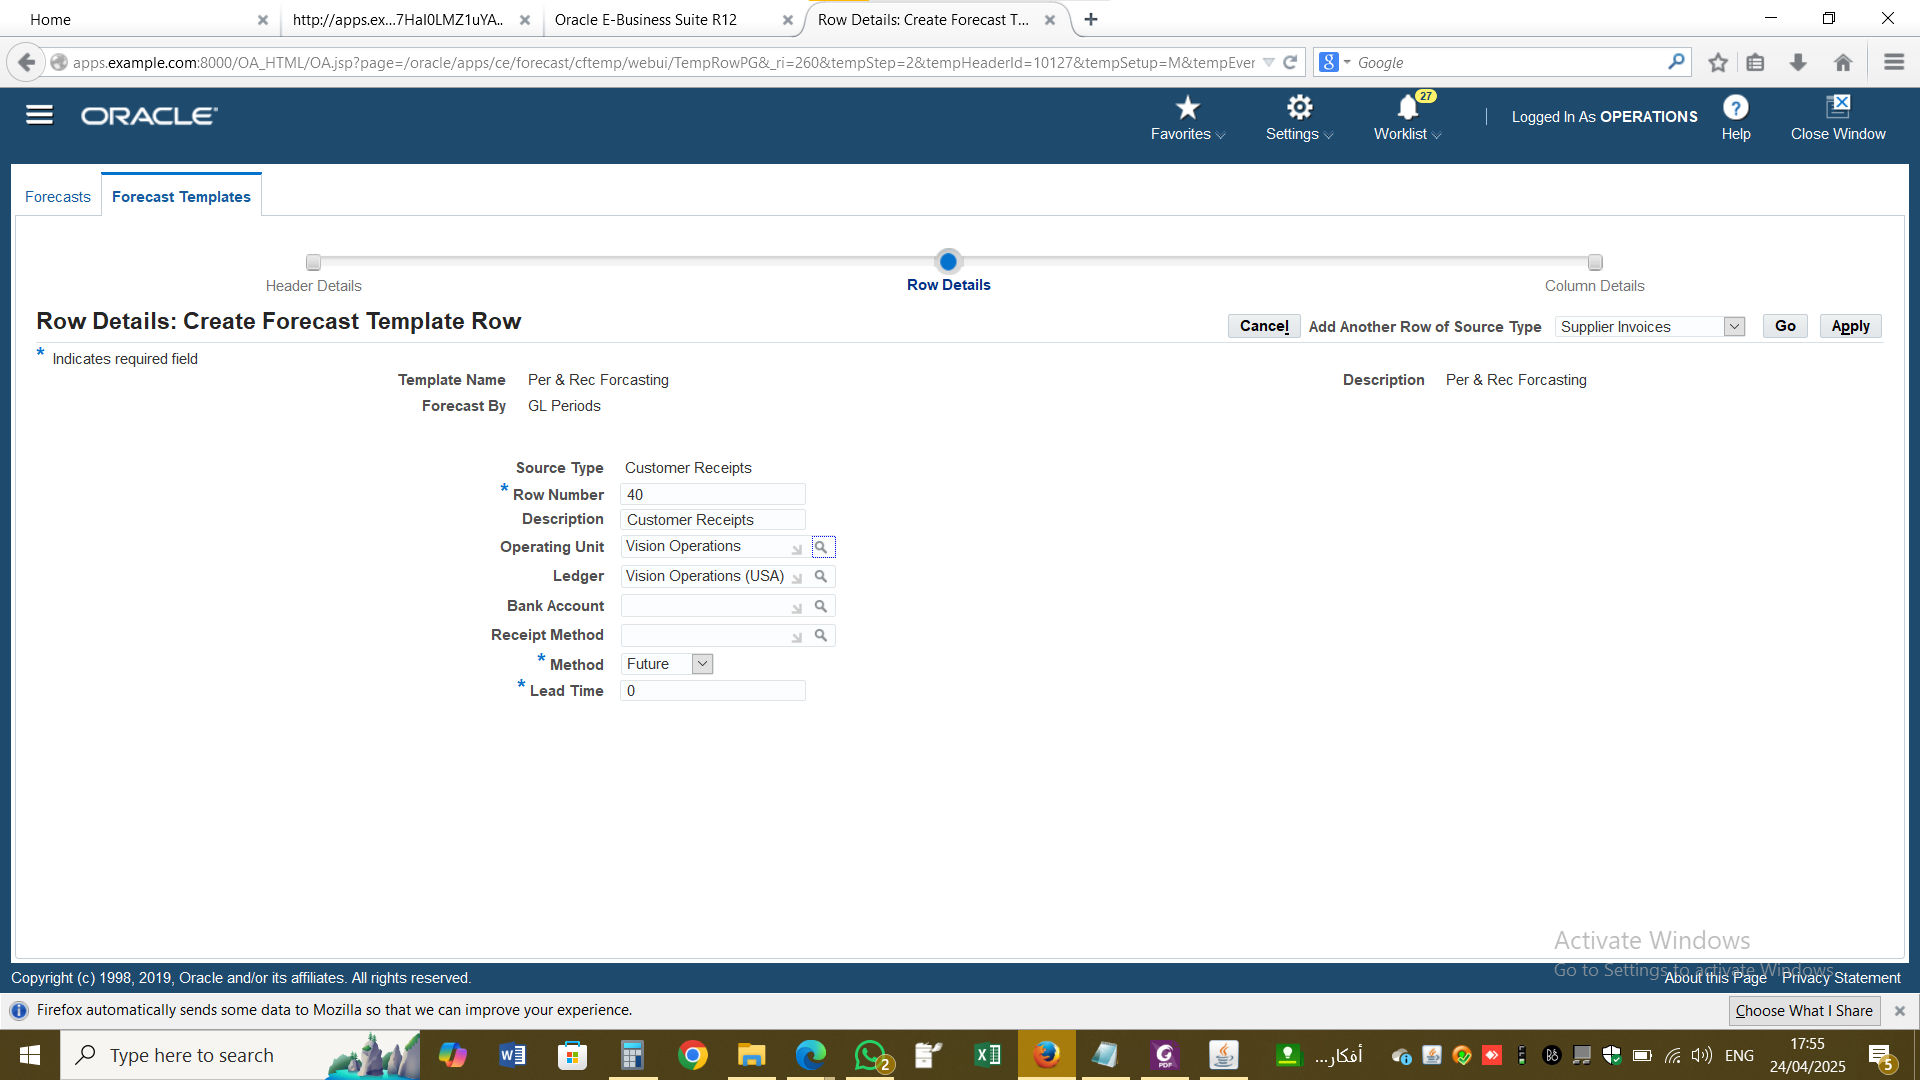 Home
http://apps.ex...7HaI0LMZ1uYA..
Oracle E-Business Suite R12
Row Details: Create Forecast T...
apps.example.com:8000/OA_HTML/OA.jsp?page=/oracle/apps/ce/forecast/cftemp/webui/TempRowPG&_ri=260&tempStep=2&tempHeaderId=10127&tempSetup=M&tempEver
8 Google
ORACLE
Favorites
Settings
27
Worklist
Logged In As OPERATIONS
Help
Close Window
Forecasts
Forecast Templates
Header Details
Row Details
Column Details
Row Details: Create Forecast Template Row
Cancel
Add Another Row of Source Type
Supplier Invoices
Go
Apply
* Indicates required field
Template Name Per & Rec Forcasting
Description Per & Rec Forcasting
Forecast By GL Periods
Source Type Customer Receipts
* Row Number 40
Description Customer Receipts
Operating Unit Vision Operations
Ledger Vision Operations (USA)
Bank Account
Receipt Method
* Method Future
* Lead Time 0
Activate Windows
Go to Settings to activate Windows.
Copyright (c) 1998, 2019, Oracle and/or its affiliates. All rights reserved.
About this Page Privacy Statement
Firefox automatically sends some data to Mozilla so that we can improve your experience.
Choose What I Share
Type here to search
2
PDF
أفكار...
ENG
17:55
24/04/2025
5